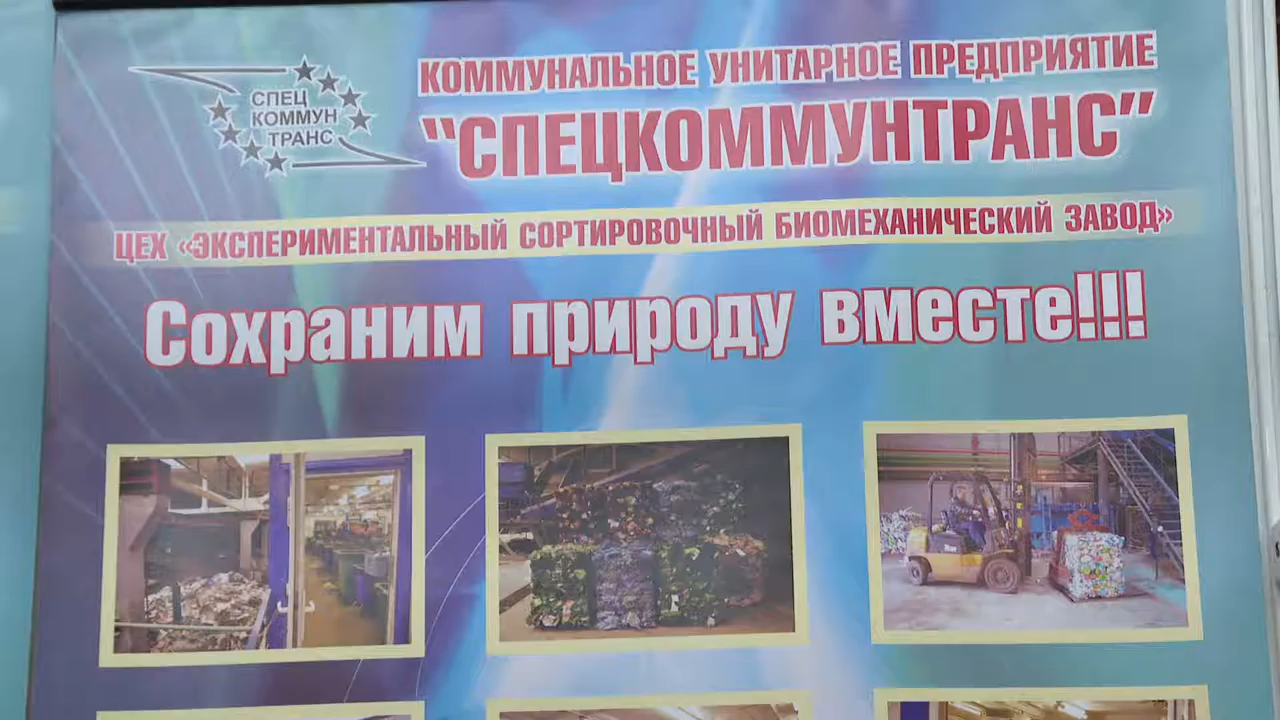 СПЕЦ
КОММУН
ТРАНС
КОММУНАЛЬНОЕ УНИТАРНОЕ ПРЕДПРИЯТИЕ
"СПЕЦКОММУНТРАНС"
ЦЕХ «ЭКСПЕРИМЕНТАЛЬНЫЙ СОРТИРОВОЧНЫЙ БИОМЕХАНИЧЕСКИЙ ЗАВОД»
Сохраним природу вместе!!!